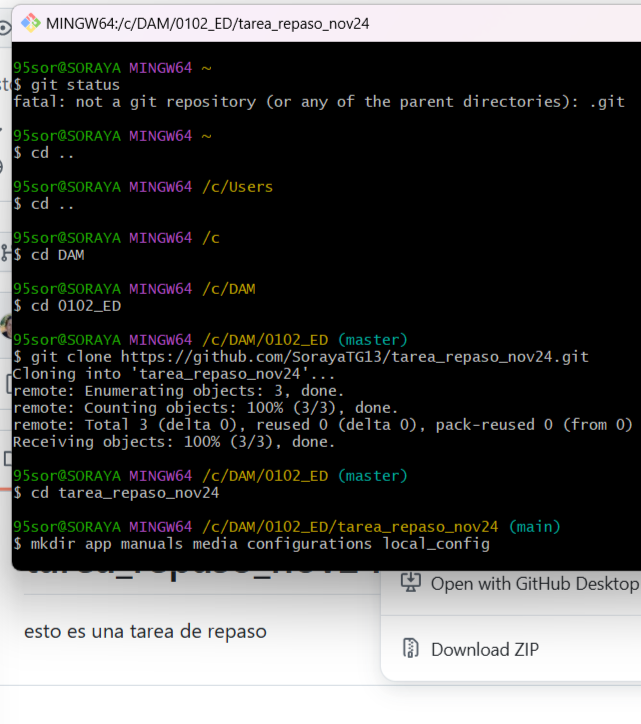 MINGW64:/c/DAM/0102_ED/tarea_repaso_nov24
95sor@SORAYA MINGW64 ~
$ git status
fatal: not a git repository (or any of the parent directories): .git
95sor@SORAYA MINGW64 ~
$ cd ..
95sor@SORAYA MINGW64 /c/Users
$ cd ..
95sor@SORAYA MINGW64 /c
$ cd DAM
95sor@SORAYA MINGW64 /c/DAM
$ cd 0102_ED
95sor@SORAYA MINGW64 /c/DAM/0102_ED (master)
$ git clone https://github.com/SorayaTG13/tarea_repaso_nov24.git
Cloning into 'tarea_repaso_nov24'...
remote: Enumerating objects: 3, done.
remote: Counting objects: 100% (3/3), done.
remote: Total 3 (delta 0), reused 0 (delta 0), pack-reused 0 (from 0)
Receiving objects: 100% (3/3), done.
95sor@SORAYA MINGW64 /c/DAM/0102_ED (master)
$ cd tarea_repaso_nov24
95sor@SORAYA MINGW64 /c/DAM/0102_ED/tarea_repaso_nov24 (main)
$ mkdir app manuals media configurations local_config
Open with GitHub Desktop
esto es una tarea de repaso
Download ZIP